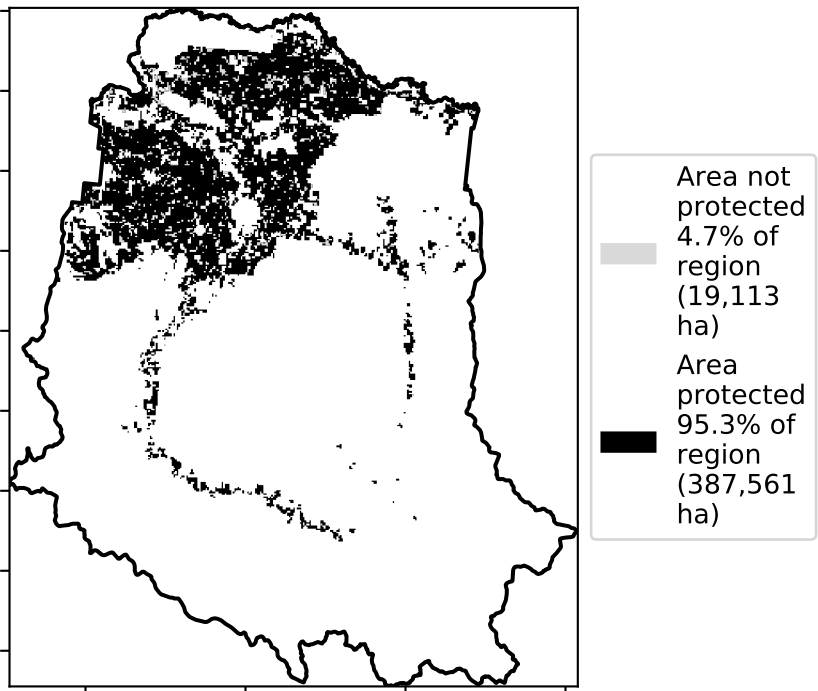 Area not
protected
4.7% of
region
(19,113
ha)
Area
protected
95.3% of
region
(387,561
ha)